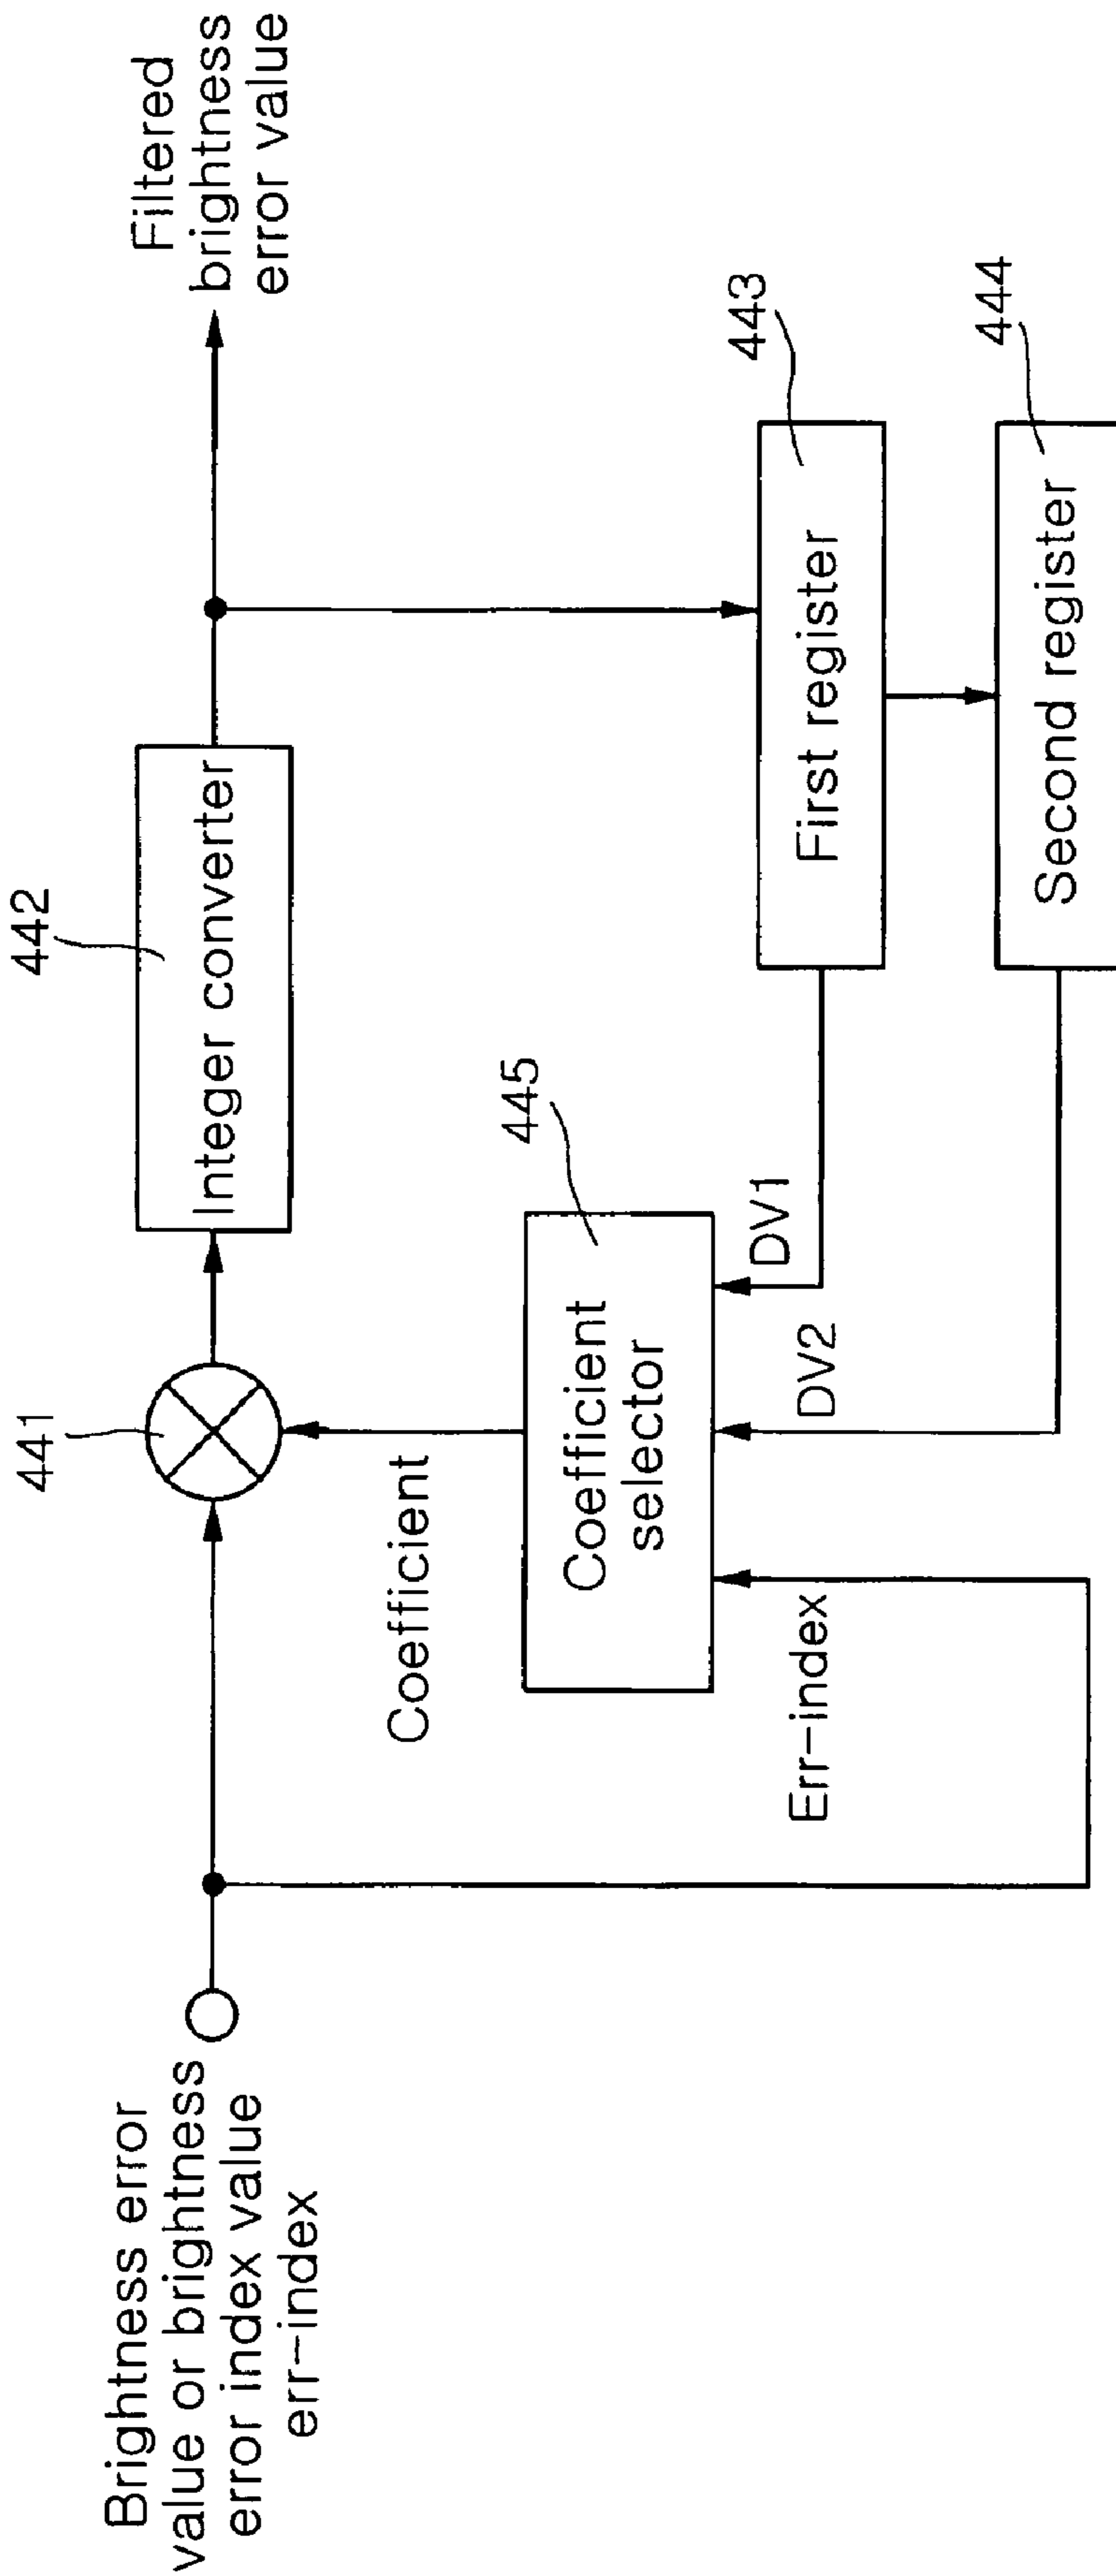 Brightness error
value or brightness
error index value
err-index
441
442
Integer converter
Filtered
brightness
error value
Coefficient
445
Coefficient
selector
Err-index
DV2
DV1
443
First register
444
Second register